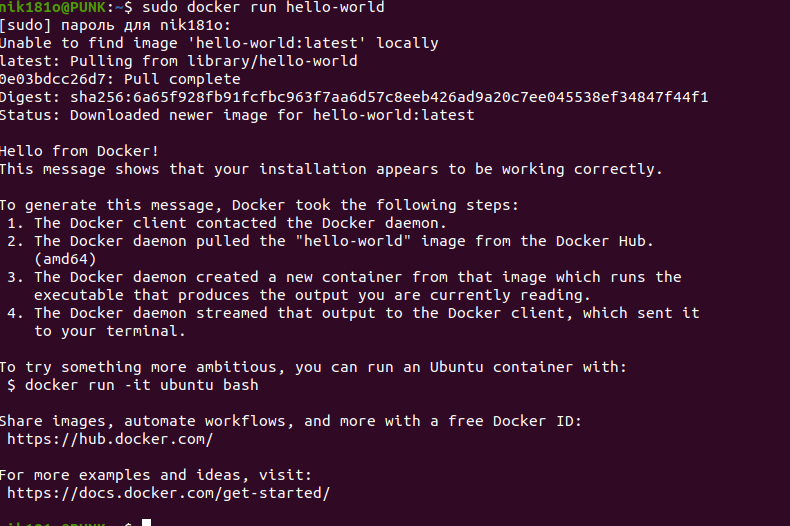 nik181o@PUNK:~$ sudo docker run hello-world
[sudo] пароль для nik181o:
Unable to find image 'hello-world:latest' locally
latest: Pulling from library/hello-world
0e03bdcc26d7: Pull complete
Digest: sha256:6a65f928fb91fcfbc963f7aa6d57c8eeb426ad9a20c7ee045538ef34847f44f1
Status: Downloaded newer image for hello-world:latest

Hello from Docker!
This message shows that your installation appears to be working correctly.

To generate this message, Docker took the following steps:
 1. The Docker client contacted the Docker daemon.
 2. The Docker daemon pulled the "hello-world" image from the Docker Hub.
    (amd64)
 3. The Docker daemon created a new container from that image which runs the
    executable that produces the output you are currently reading.
 4. The Docker daemon streamed that output to the Docker client, which sent it
    to your terminal.

To try something more ambitious, you can run an Ubuntu container with:
 $ docker run -it ubuntu bash

Share images, automate workflows, and more with a free Docker ID:
 https://hub.docker.com/

For more examples and ideas, visit:
 https://docs.docker.com/get-started/

nik181o@PUNK:~$